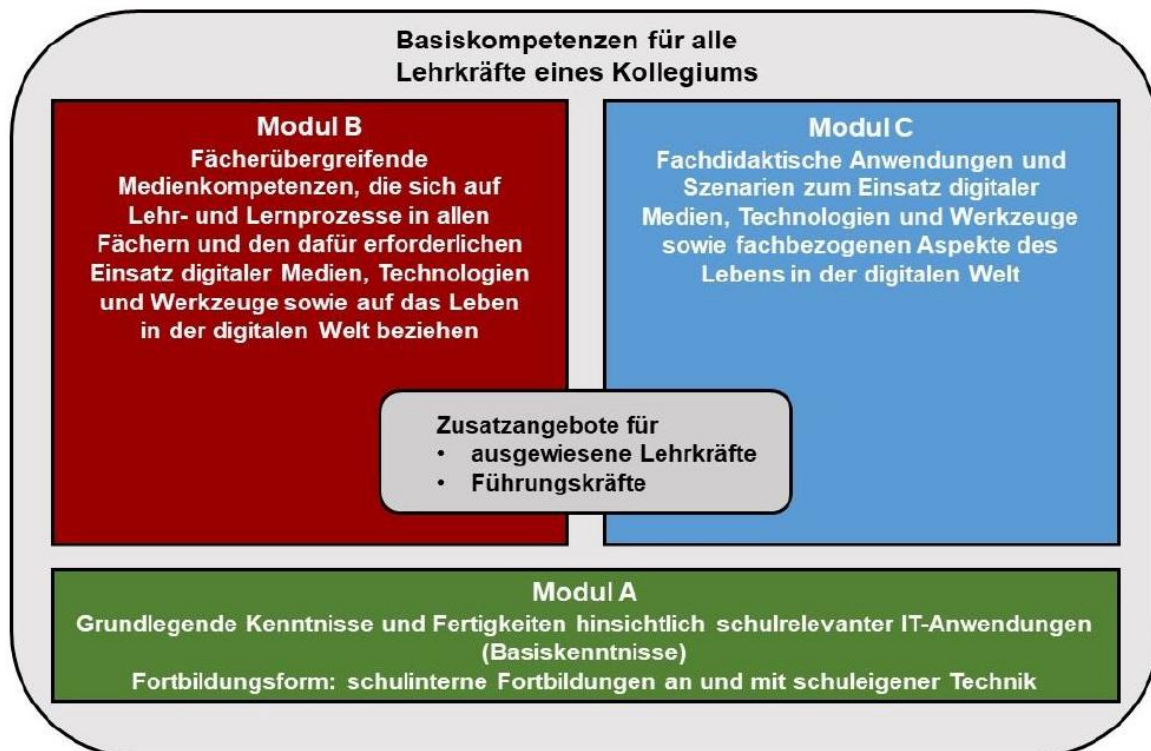 Basiskompetenzen für alle
Lehrkräfte eines Kollegiums
Modul B
Fächerübergreifende
Medienkompetenzen, die sich auf
Lehr- und Lernprozesse in allen
Fächern und den dafür erforderlichen
Einsatz digitaler Medien, Technologien
und Werkzeuge sowie auf das Leben
in der digitalen Welt beziehen
Modul C
Fachdidaktische Anwendungen und
Szenarien zum Einsatz digitaler
Medien, Technologien und Werkzeuge
sowie fachbezogenen Aspekte des
Lebens in der digitalen Welt
Zusatzangebote für
• ausgewiesene Lehrkräfte
• Führungskräfte
Modul A
Grundlegende Kenntnisse und Fertigkeiten hinsichtlich schulrelevanter IT-Anwendungen
(Basiskenntnisse)
Fortbildungsform: schulinterne Fortbildungen an und mit schuleigener Technik